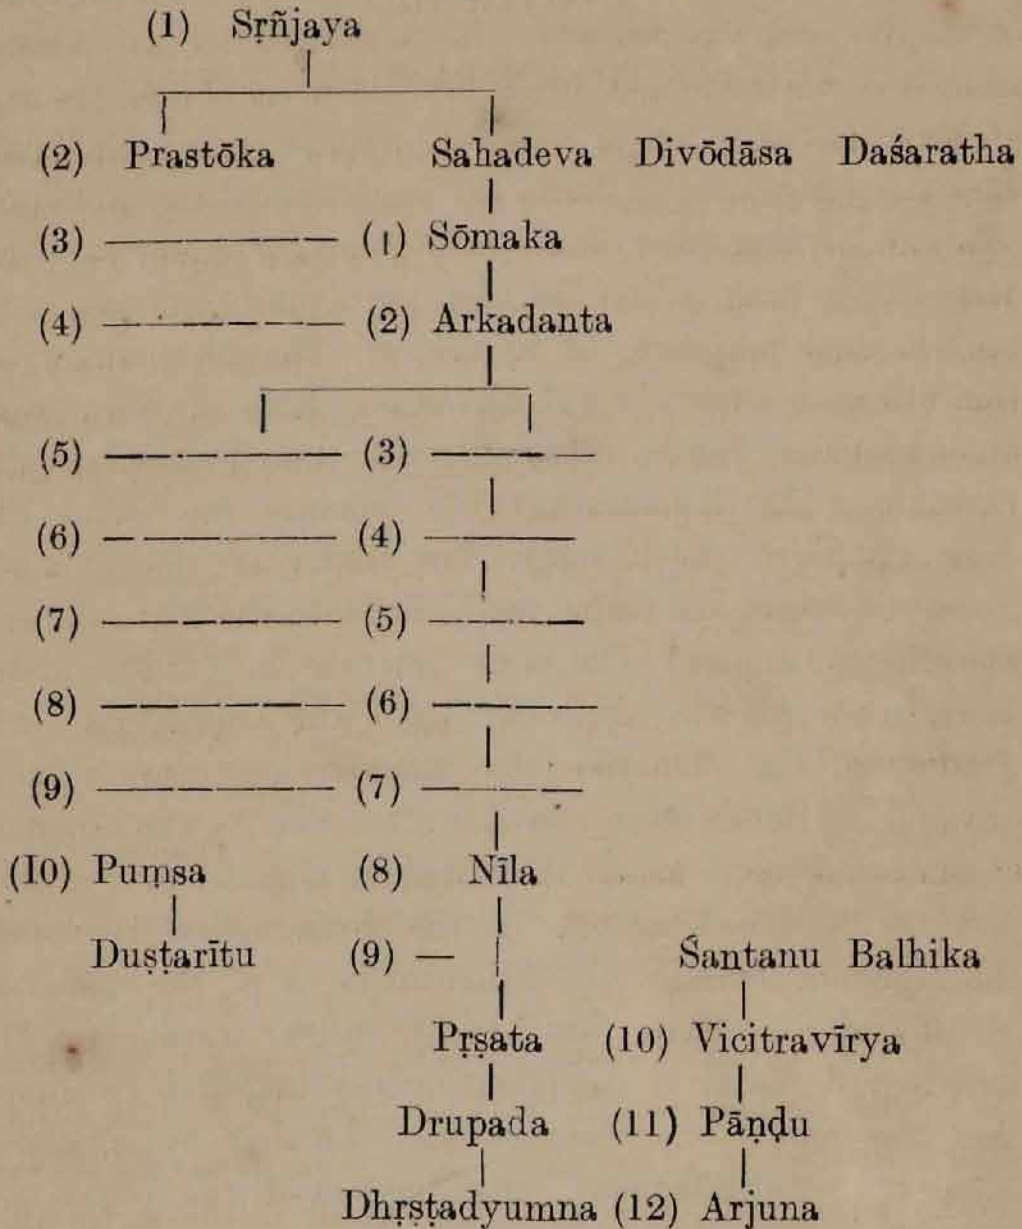 (1) Sṛñjaya
(2) Prastōka Sahadeva Divōdāsa Daśaratha
(3) ———— (1) Sōmaka
(4) ———— (2) Arkadanta
(5) ———— (3) ————
(6) ———— (4) ————
(7) ———— (5) ————
(8) ———— (6) ————
(9) ———— (7) ————
(10) Puṃsa (8) Nīla
Duṣṭarītu (9) — Śantanu Balhika
Pṛṣata (10) Vicitravīrya
Drupada (11) Pāṇḍu
Dhṛṣṭadyumna (12) Arjuna